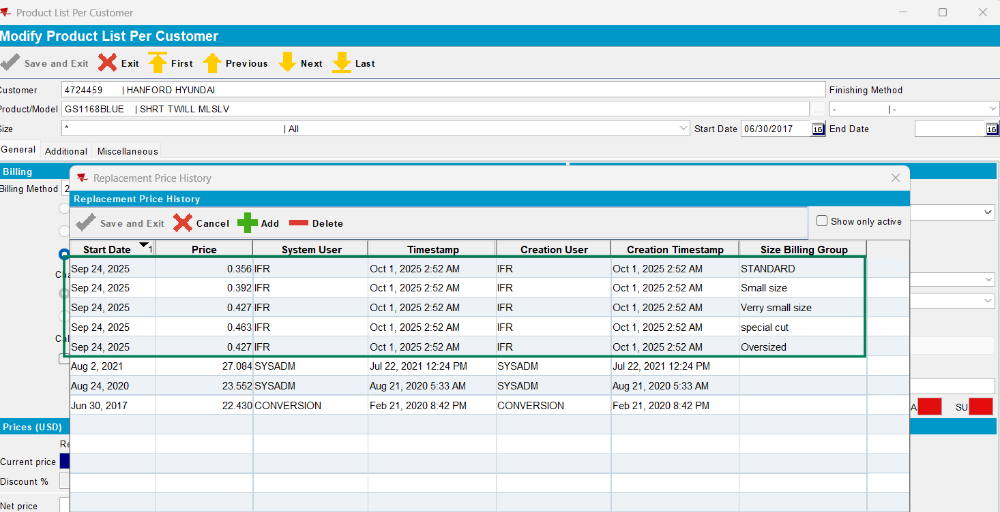 Product List Per Customer
Modify Product List Per Customer
Save and Exit Exit First Previous Next Last
Customer 4724459 | HANFORD HYUNDAI Finishing Method
Product/Model GS1168BLUE | SHRT TWILL MLSLV ... - | -
Size * | All Start Date 06/30/2017 16 End Date 16
General Additional Miscellaneous
Billing
Replacement Price History
Billing Method 2
Replacement Price History
Save and Exit Cancel Add Delete Show only active
Start Date 1 Price System User Timestamp Creation User Creation Timestamp Size Billing Group
Sep 24, 2025 0.356 IFR Oct 1, 2025 2:52 AM IFR Oct 1, 2025 2:52 AM STANDARD
Sep 24, 2025 0.392 IFR Oct 1, 2025 2:52 AM IFR Oct 1, 2025 2:52 AM Small size
Sep 24, 2025 0.427 IFR Oct 1, 2025 2:52 AM IFR Oct 1, 2025 2:52 AM Verry small size
Sep 24, 2025 0.463 IFR Oct 1, 2025 2:52 AM IFR Oct 1, 2025 2:52 AM special cut
Sep 24, 2025 0.427 IFR Oct 1, 2025 2:52 AM IFR Oct 1, 2025 2:52 AM Oversized
Aug 2, 2021 27.084 SYSADM Jul 22, 2021 12:24 PM SYSADM Jul 22, 2021 12:24 PM
Aug 24, 2020 23.552 SYSADM Aug 21, 2020 5:33 AM SYSADM Aug 21, 2020 5:33 AM
Jun 30, 2017 22.430 CONVERSION Feb 21, 2020 8:42 PM CONVERSION Feb 21, 2020 8:42 PM
A SU
Prices (USD)
Current price
Discount %
Net price